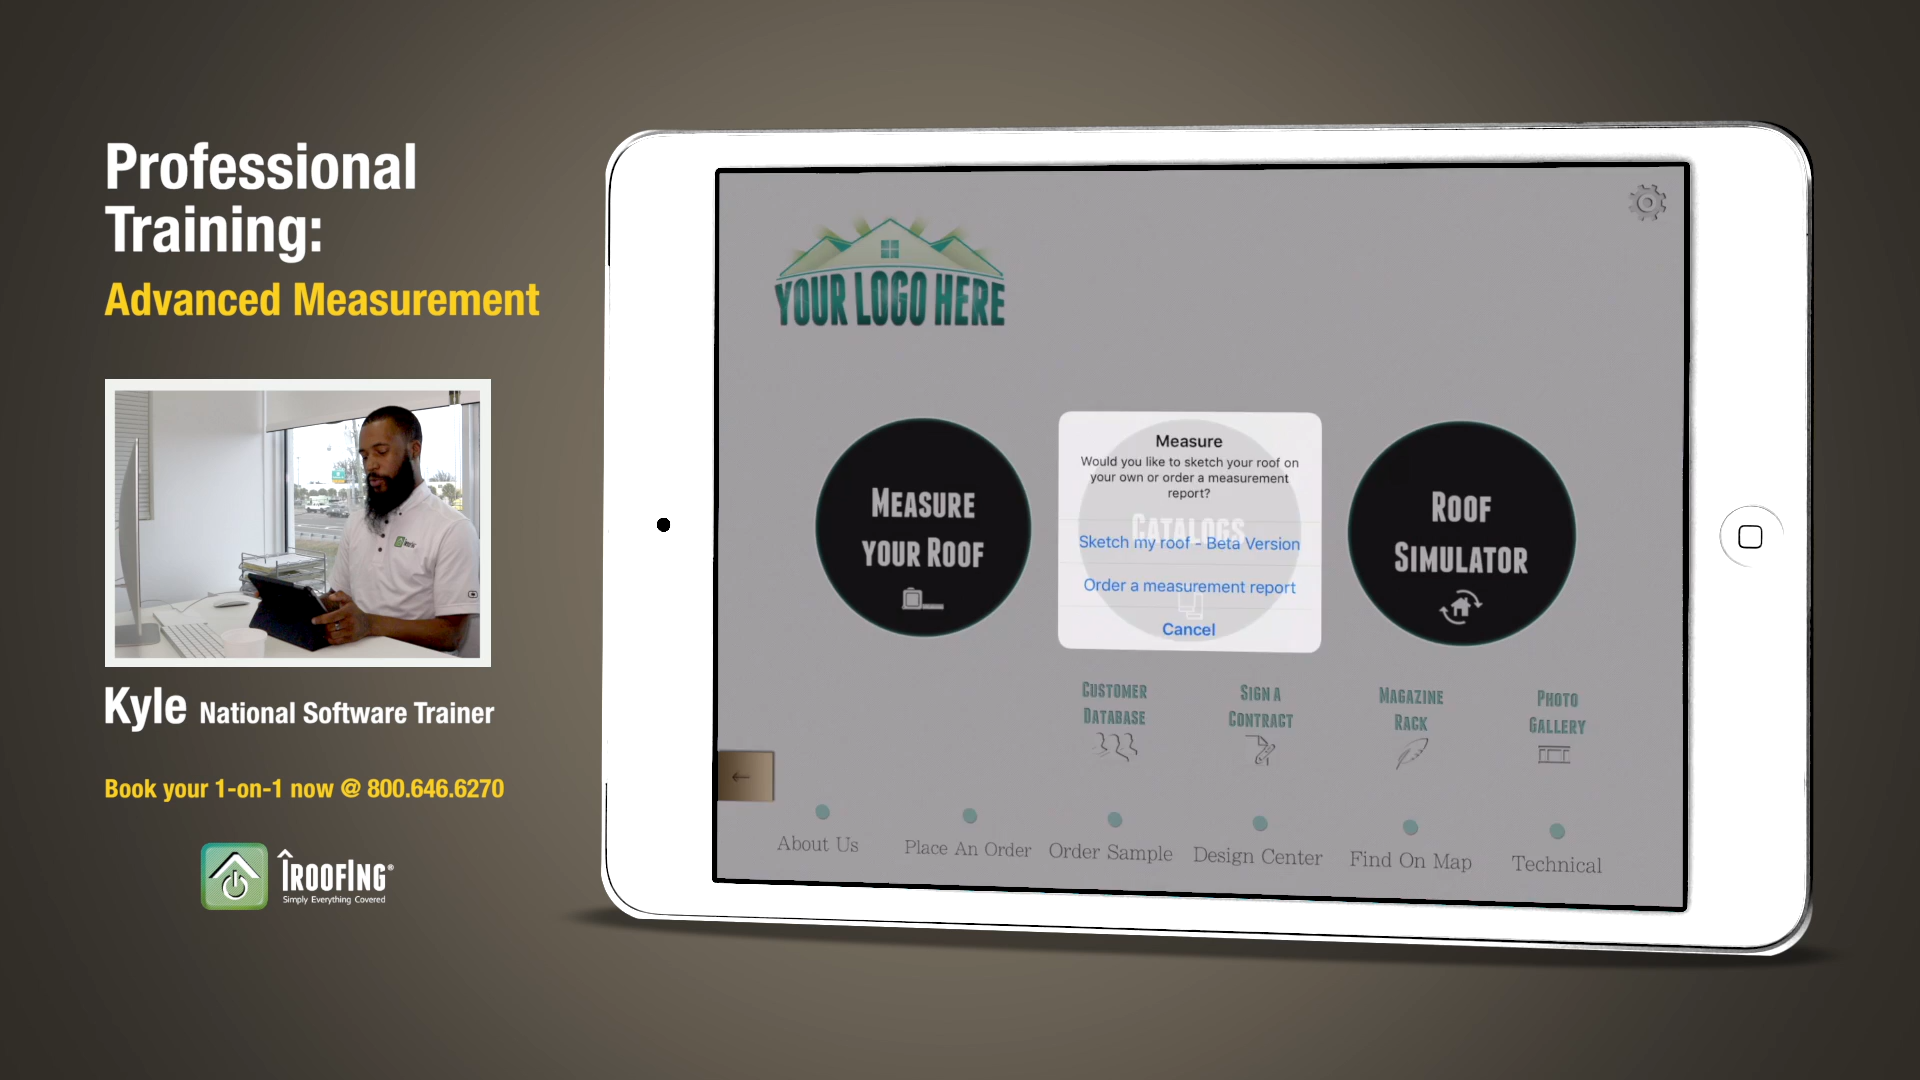 Professional
Training:
Advanced Measurement
Kyle National Software Trainer
Book your 1-on-1 now @ 800.646.6270
iROOFING®
Simply Everything Covered
YOUR LOGO HERE
MEASURE
YOUR ROOF
Measure
Would you like to sketch your roof on
your own or order a measurement
report?
CATALOGS
Sketch my roof - Beta Version
Order a measurement report
Cancel
ROOF
SIMULATOR
CUSTOMER
DATABASE
SIGN A
CONTRACT
MAGAZINE
RACK
PHOTO
GALLERY
About Us
Place An Order
Order Sample
Design Center
Find On Map
Technical